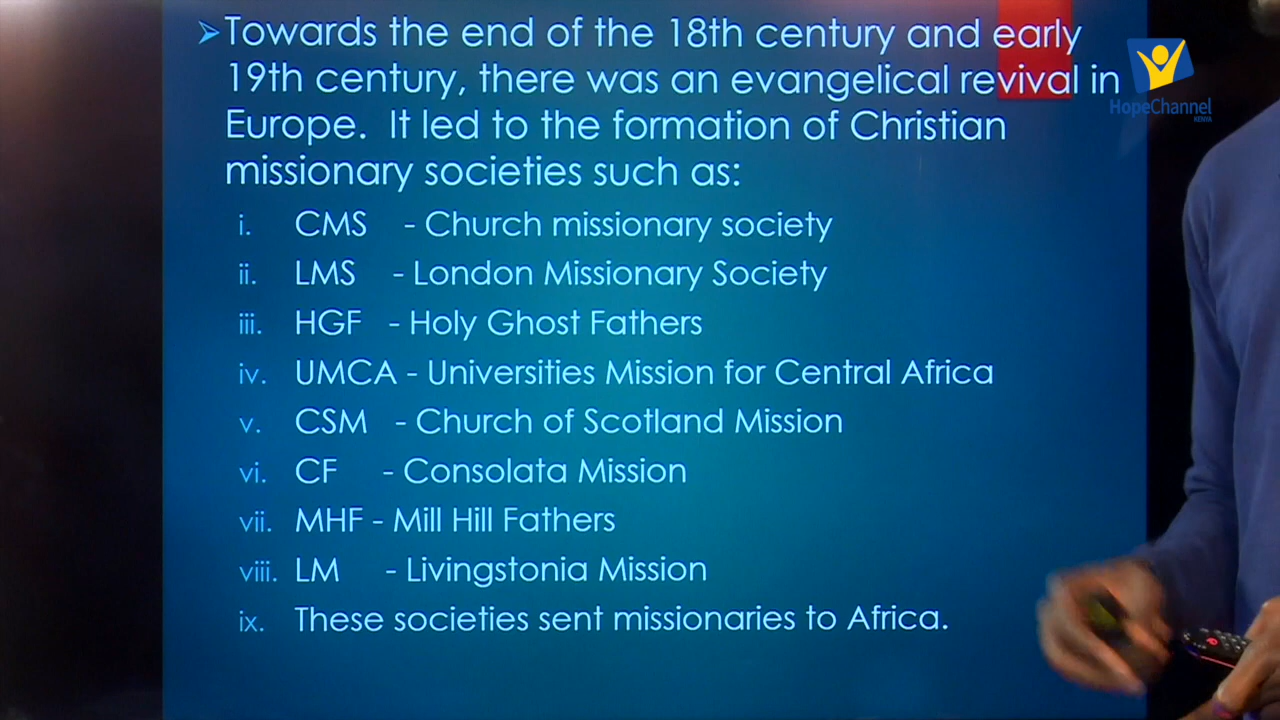 ➢Towards the end of the 18th century and early
19th century, there was an evangelical revival in
Europe. It led to the formation of Christian
missionary societies such as:
i. CMS - Church missionary society
ii. LMS - London Missionary Society
iii. HGF - Holy Ghost Fathers
iv. UMCA - Universities Mission for Central Africa
v. CSM - Church of Scotland Mission
vi. CF - Consolata Mission
vii. MHF - Mill Hill Fathers
viii. LM - Livingstonia Mission
ix. These societies sent missionaries to Africa.
HopeChannel
KENYA